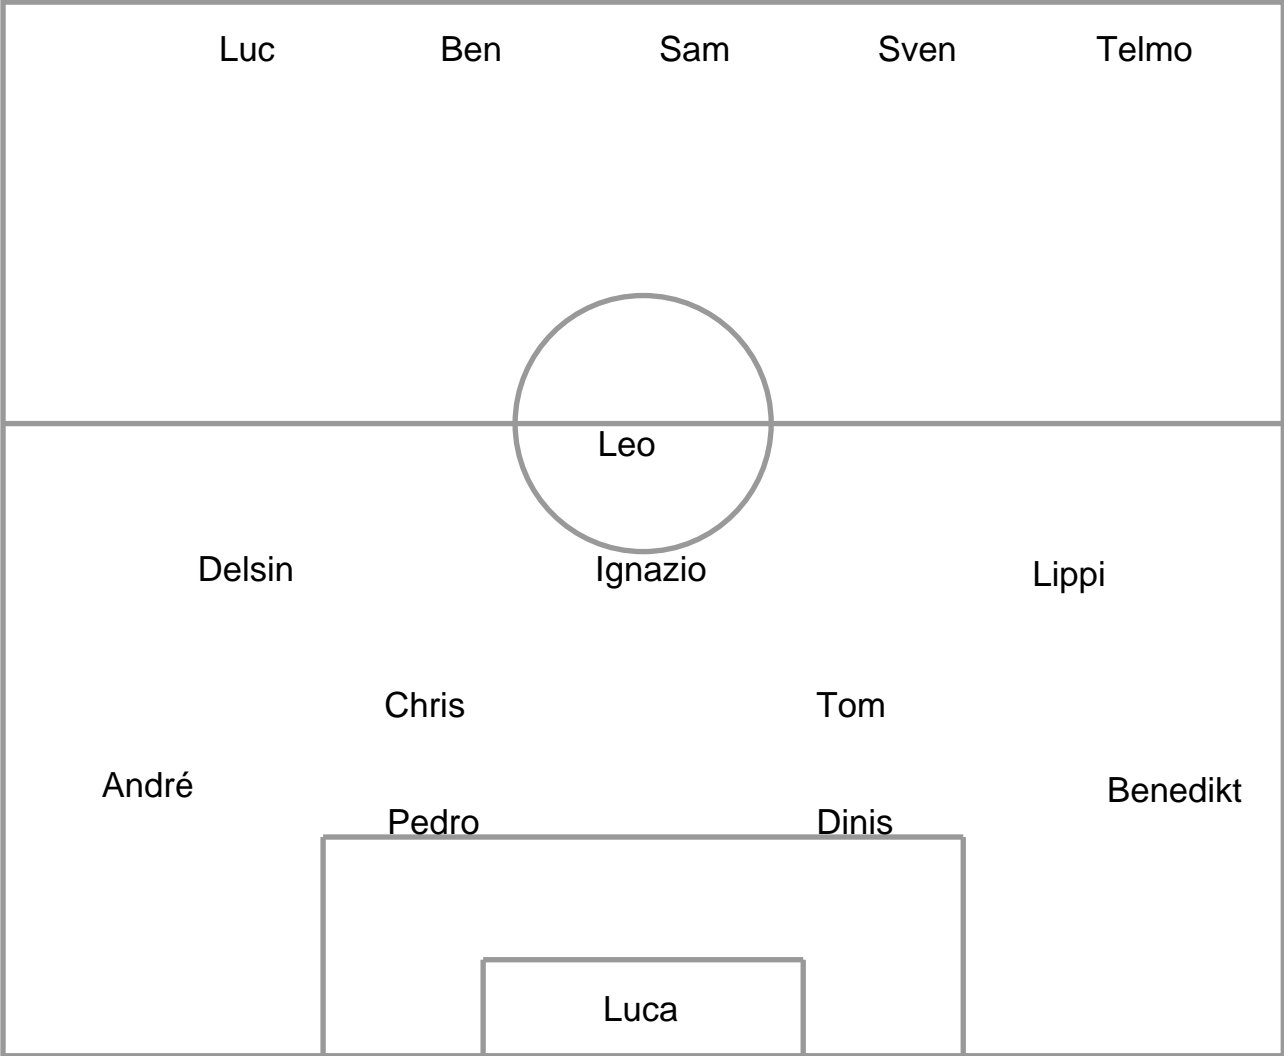 Luc Ben Sam Sven Telmo
Leo
Delsin Ignazio Lippi
Chris Tom
André Benedikt
Pedro Dinis
Luca